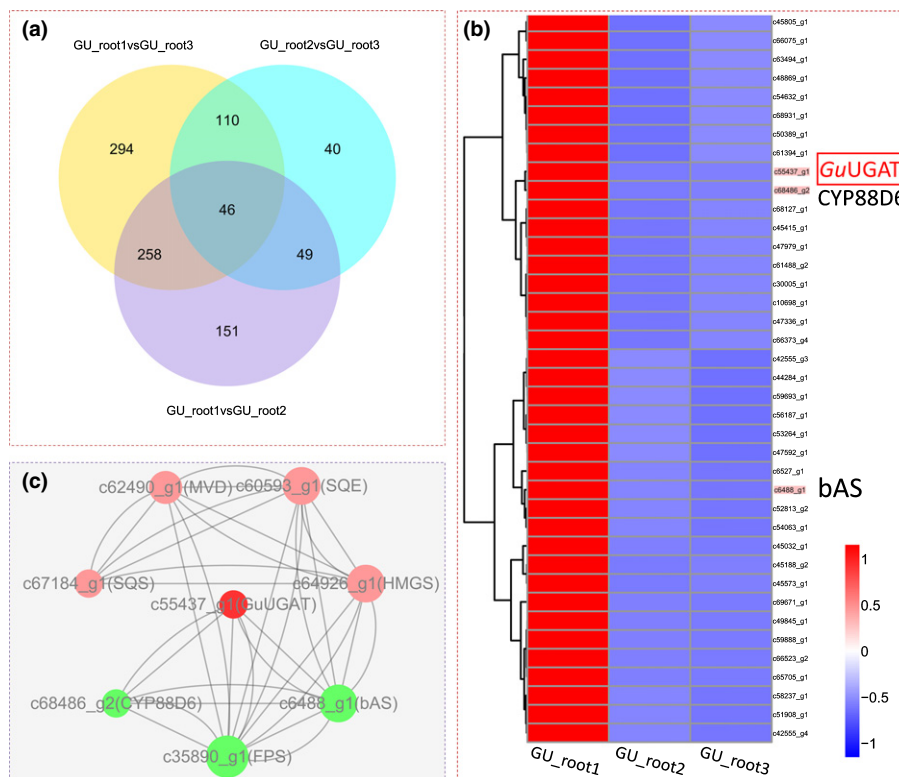 (a)
GU_root1vsGU_root3
GU_root2vsGU_root3
294
110
40
46
258
49
151
GU_root1vsGU_root2
(b)
c45805_g1
c66075_g1
c63494_g1
c48869_g1
c54632_g1
c68931_g1
c50389_g1
c61394_g1
c55437_g1
GuUGAT
c68486_g2
CYP88D6
c68127_g1
c45415_g1
c47979_g1
c61488_g2
c30005_g1
c10698_g1
c47336_g1
c66373_g4
c42555_g3
c44284_g1
c59693_g1
c56187_g1
c53264_g1
c47592_g1
c6527_g1
c6488_g1
bAS
c52813_g2
c54063_g1
c45032_g1
c45188_g2
c45573_g1
c69671_g1
c49845_g1
c59888_g1
c66523_g2
c65705_g1
c58237_g1
c51908_g1
c42555_g4
GU_root1
GU_root2
GU_root3
1
0.5
0
−0.5
−1
(c)
c62490_g1(MVD)
c60593_g1(SQE)
c67184_g1(SQS)
c64926_g1(HMGS)
c55437_g1(GuUGAT)
c68486_g2(CYP88D6)
c6488_g1(bAS)
c35890_g1(FPS)